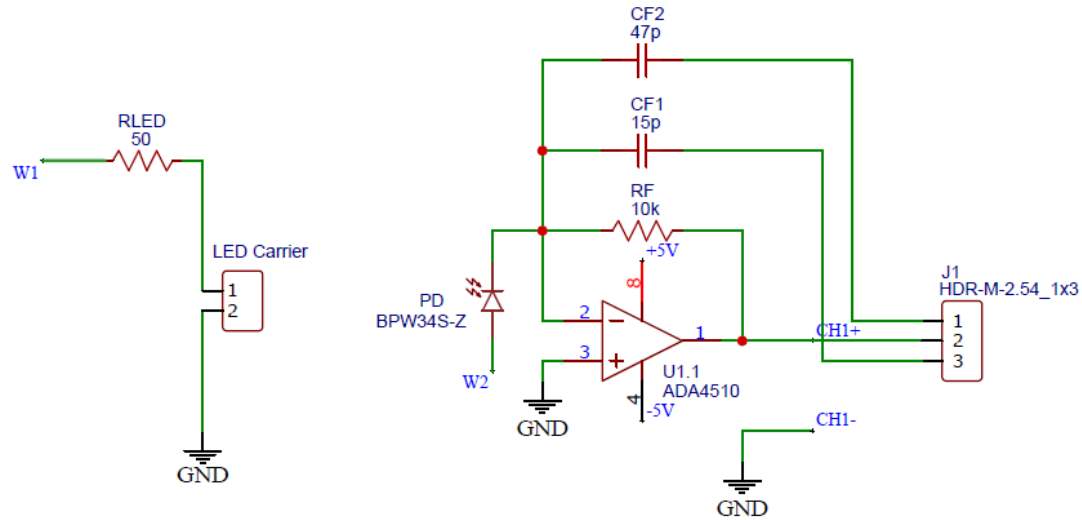 CF2
47p
CF1
15p
RLED
50
W1
RF
10k
+5V
LED Carrier
1
2
J1
HDR-M-2.54_1x3
8
PD
BPW34S-Z
2
1
CH1+
1
2
3
3
W2
U1.1
ADA4510
4
-5V
GND
CH1-
GND
GND